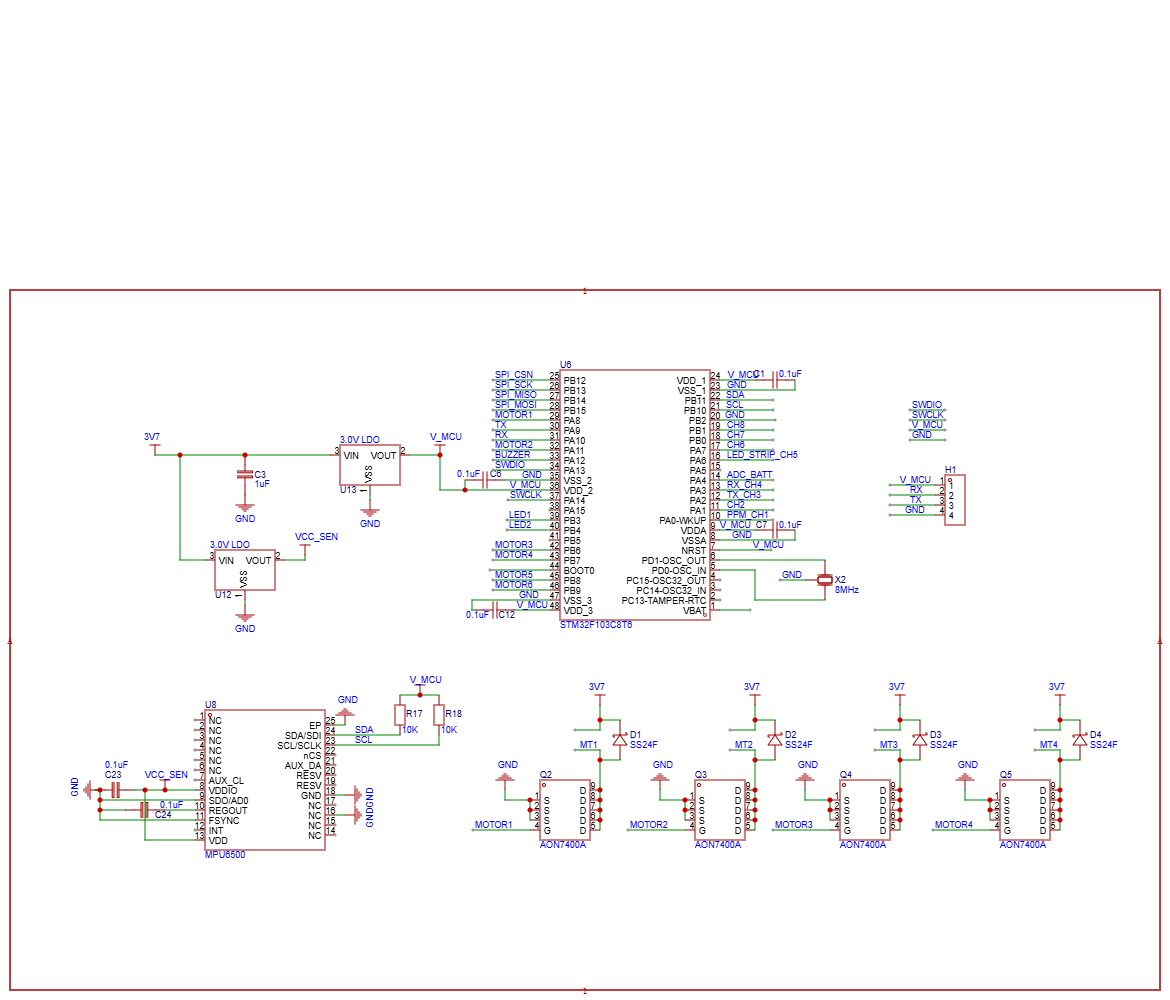 U6
25 PB12 SPI_CSN
26 PB13 SPI_SCK
27 PB14 SPI_MISO
28 PB15 SPI_MOSI
29 PA8 MOTOR1
30 PA9 TX
31 PA10 RX
32 PA11 MOTOR2
33 PA12 BUZZER
34 PA13 SWDIO
35 VSS_2 GND
36 VDD_2 V_MCU
0.1uF C6
37 PA14 SWCLK
38 PA15
39 PB3 LED1
40 PB4 LED2
41 PB5
42 PB6 MOTOR3
43 PB7 MOTOR4
44 BOOT0
45 PB8 MOTOR5
46 PB9 MOTOR6
47 VSS_3 GND
48 VDD_3 V_MCU
0.1uF C12
STM32F103C8T6
VDD_1 24 V_MCU C1 0.1uF
VSS_1 23 GND
PB11 22 SDA
PB10 21 SCL
PB2 20 GND
PB1 19 CH8
PB0 18 CH7
PA7 17 CH6
PA6 16 LED_STRIP_CH5
PA5 15
PA4 14 ADC_BATT
PA3 13 RX_CH4
PA2 12 TX_CH3
PA1 11 CH2
PA0-WKUP 10 PPM_CH1
VDDA 9 V_MCU C7 0.1uF
VSSA 8 GND
NRST 7 V_MCU
PD1-OSC_OUT 6
PD0-OSC_IN 5
PC15-OSC32_OUT 4
PC14-OSC32_IN 3
PC13-TAMPER-RTC 2
VBAT 1
GND X2
8MHz
SWDIO
SWCLK
V_MCU
GND
H1
V_MCU 1 1
RX 2 2
TX 3 3
GND 4 4
3V7
3.0V LDO
V_MCU
3 VIN VOUT 2
VSS
U13 1
GND
C3
1uF
GND
VCC_SEN
3.0V LDO
3 VIN VOUT 2
VSS
U12 1
GND
V_MCU
R17 R18
10K 10K
U8
1 NC
2 NC
3 NC
4 NC
5 NC
6 NC
7 AUX_CL
8 VDDIO
9 SDO/AD0
10 REGOUT
11 FSYNC
12 INT
13 VDD
MPU6500
GND
EP 25
SDA/SDI 24 SDA
SCL/SCLK 23 SCL
nCS 22
AUX_DA 21
RESV 20
RESV 19
GND 18 GND
NC 17
NC 16 GND
NC 15
NC 14
0.1uF
C23
VCC_SEN
GND
0.1uF
C24
3V7
D1
MT1 SS24F
GND
Q2
1 S D 9
2 S D 8
3 S D 7
4 G D 6
D 5
MOTOR1
AON7400A
3V7
D2
MT2 SS24F
GND
Q3
1 S D 9
2 S D 8
3 S D 7
4 G D 6
D 5
MOTOR2
AON7400A
3V7
D3
MT3 SS24F
GND
Q4
1 S D 9
2 S D 8
3 S D 7
4 G D 6
D 5
MOTOR3
AON7400A
3V7
D4
MT4 SS24F
GND
Q5
1 S D 9
2 S D 8
3 S D 7
4 G D 6
D 5
MOTOR4
AON7400A